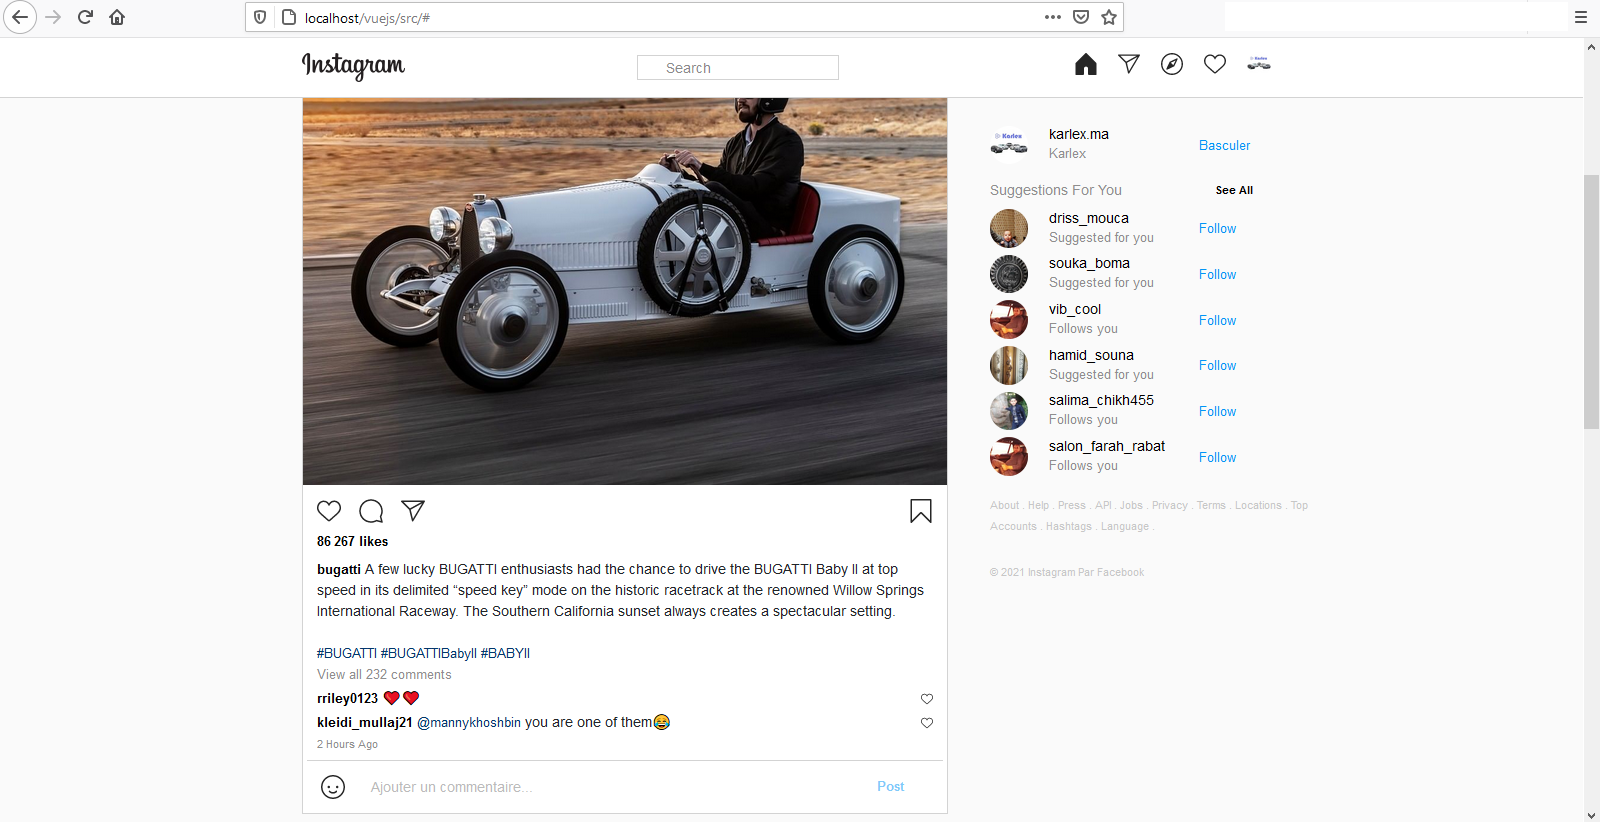 localhost/vuejs/src/#
Instagram
Search
karlex.ma
Karlex
Basculer
Suggestions For You
See All
driss_mouca
Suggested for you
Follow
souka_boma
Suggested for you
Follow
vib_cool
Follows you
Follow
hamid_souna
Suggested for you
Follow
salima_chikh455
Follows you
Follow
salon_farah_rabat
Follows you
Follow
About . Help . Press . API . Jobs . Privacy . Terms . Locations . Top
Accounts . Hashtags . Language .
© 2021 Instagram Par Facebook
86 267 likes
bugatti A few lucky BUGATTI enthusiasts had the chance to drive the BUGATTI Baby II at top
speed in its delimited “speed key” mode on the historic racetrack at the renowned Willow Springs
International Raceway. The Southern California sunset always creates a spectacular setting.
#BUGATTI #BUGATTIBabyII #BABYII
View all 232 comments
rriley0123 ❤❤
kleidi_mullaj21 @mannykhoshbin you are one of them😂
2 Hours Ago
Ajouter un commentaire...
Post